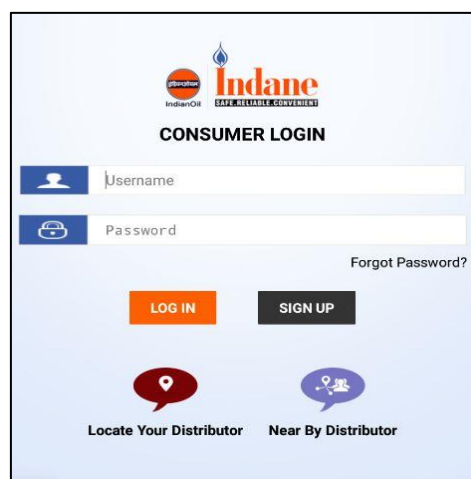 इंडियनऑयल
IndianOil
Indane
SAFE.RELIABLE.CONVENIENT
CONSUMER LOGIN
Username
Password
Forgot Password?
LOG IN
SIGN UP
Locate Your Distributor
Near By Distributor